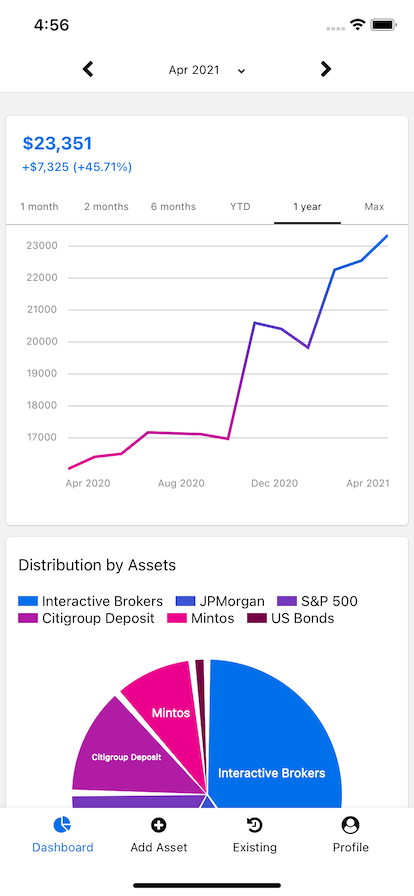 4:56
Apr 2021
$23,351
+$7,325 (+45.71%)
1 month 2 months 6 months YTD 1 year Max
23000
22000
21000
20000
19000
18000
17000
Apr 2020 Aug 2020 Dec 2020 Apr 2021
Distribution by Assets
Interactive Brokers JPMorgan S&P 500
Citigroup Deposit Mintos US Bonds
Mintos
Citigroup Deposit
Interactive Brokers
Dashboard Add Asset Existing Profile